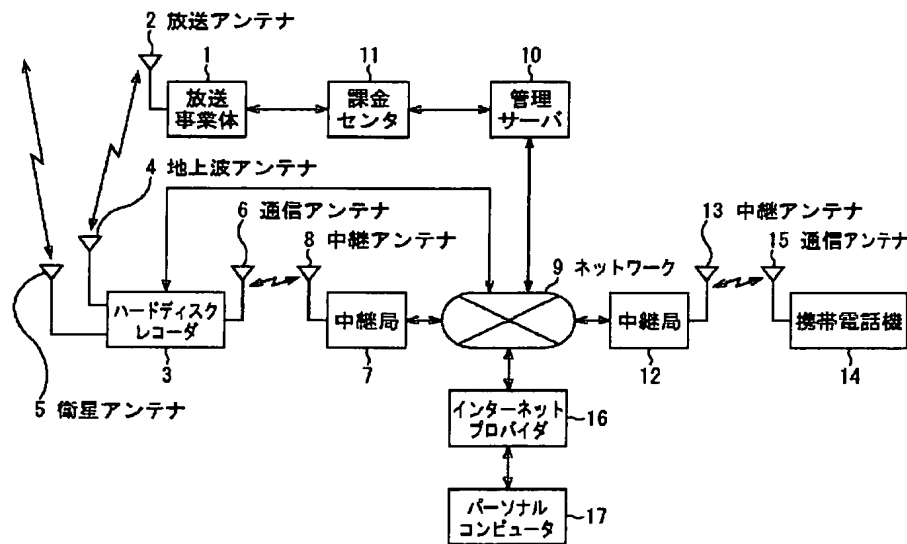 2 放送アンテナ
1
放送
事業体
11
課金
センタ
10
管理
サーバ
4 地上波アンテナ
6 通信アンテナ
8 中継アンテナ
13 中継アンテナ
15 通信アンテナ
9 ネットワーク
ハードディスク
レコーダ
3
中継局
7
中継局
12
携帯電話機
14
5 衛星アンテナ
インターネット
プロバイダ
16
パーソナル
コンピュータ
17